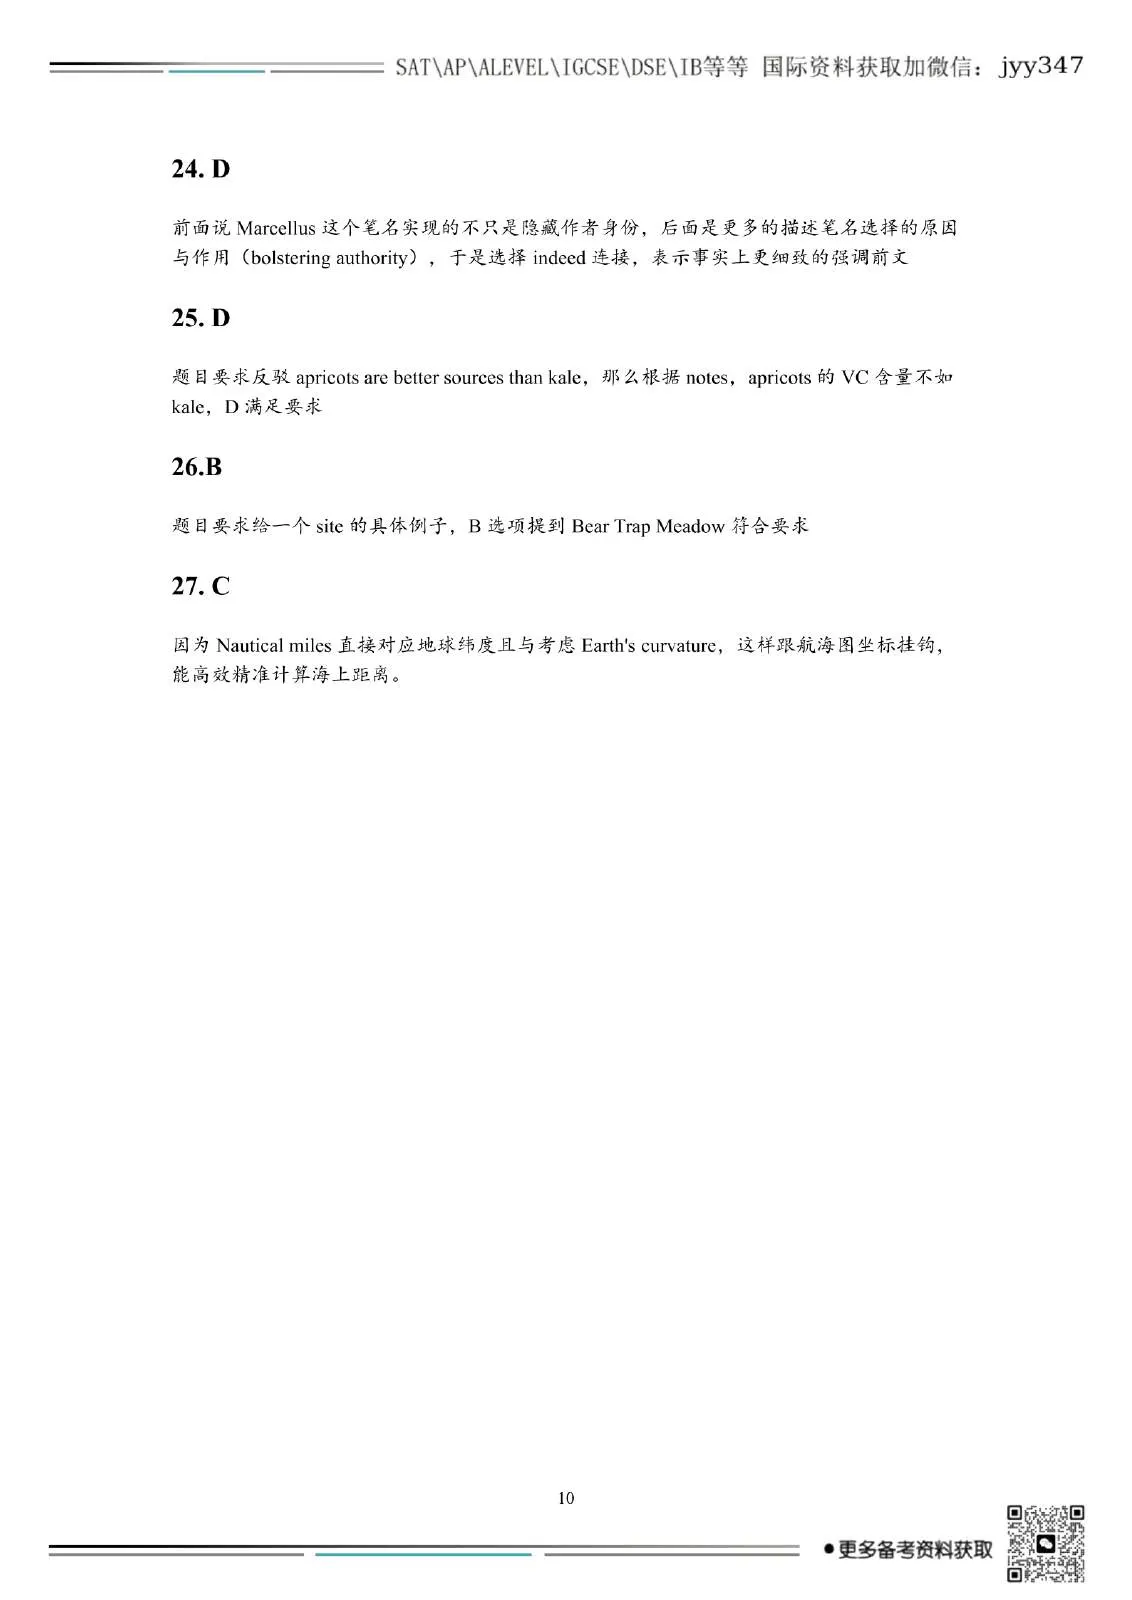 SAT\AP\ALEVEL\IGCSE\DSE\IB等等 国际资料获取加微信：jyy347
24. D
前面说 Marcellus 这个笔名实现的不只是隐藏作者身份，后面是更多的描述笔名选择的原因
与作用（bolstering authority），于是选择 indeed 连接，表示事实上更细致的强调前文
25. D
题目要求反驳 apricots are better sources than kale，那么根据 notes，apricots 的 VC 含量不如
kale，D 满足要求
26.B
题目要求给一个 site 的具体例子，B 选项提到 Bear Trap Meadow 符合要求
27. C
因为 Nautical miles 直接对应地球纬度且与考虑 Earth's curvature，这样跟航海图坐标挂钩，
能高效精准计算海上距离。
10
●更多备考资料获取